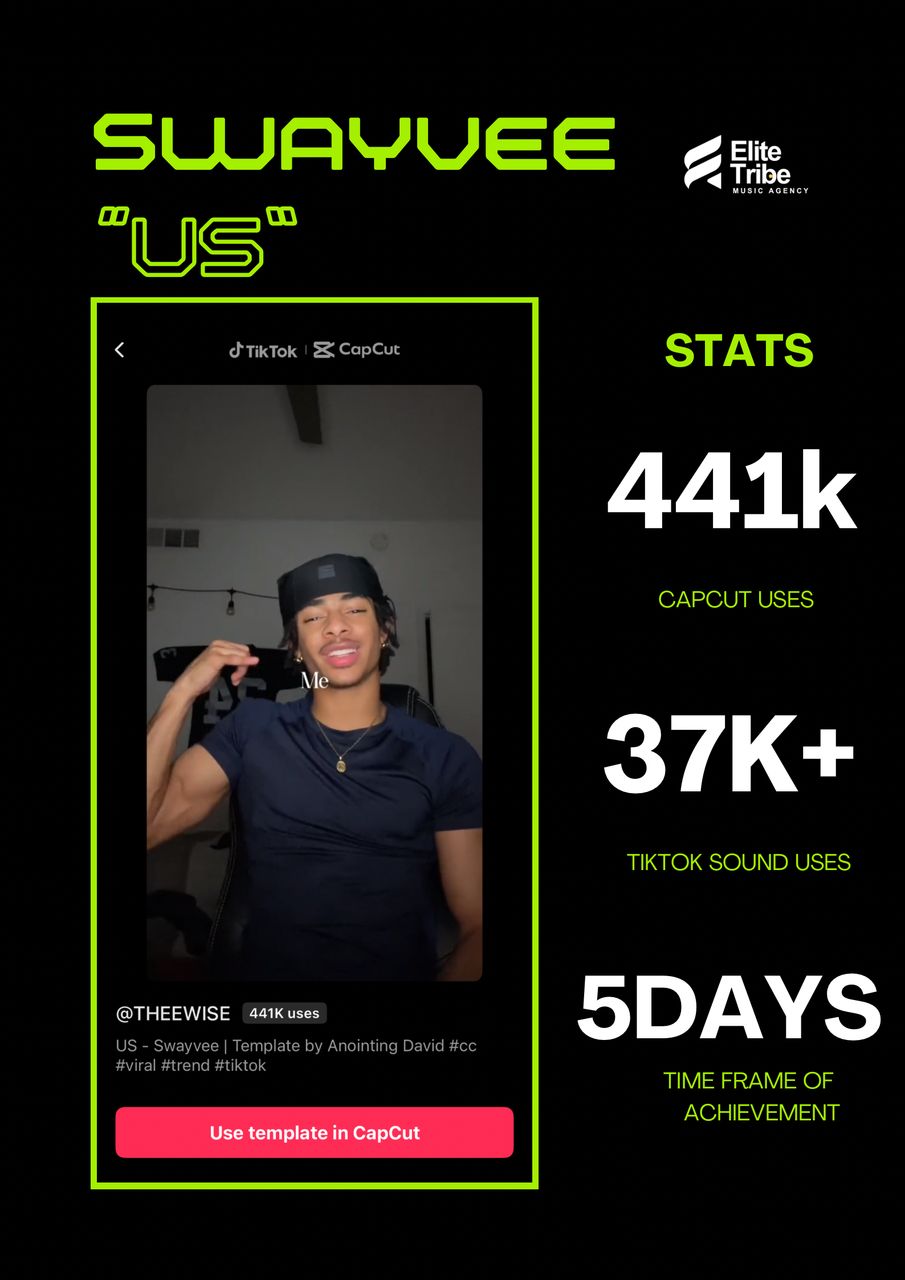 SWAYVEE
"US"
Elite
Tribe
MUSIC AGENCY
TikTok | CapCut
Me
34
@THEEWISE 441K uses
US - Swayvee | Template by Anointing David #cc
#viral #trend #tiktok
Use template in CapCut
STATS
441k
CAPCUT USES
37K+
TIKTOK SOUND USES
5DAYS
TIME FRAME OF
ACHIEVEMENT